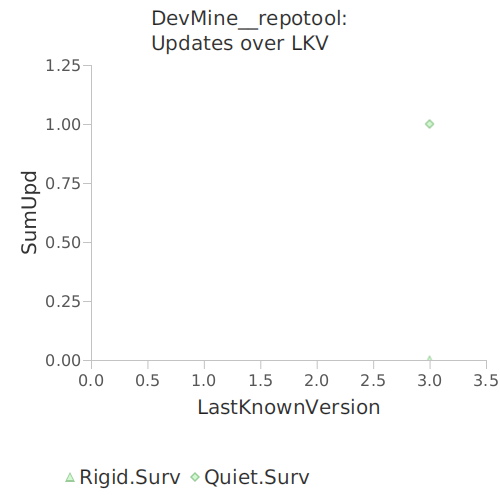 DevMine__repotool:
Updates over LKV
1.25
1.00
0.75
0.50
0.25
0.00
SumUpd
0.0 0.5 1.0 1.5 2.0 2.5 3.0 3.5
LastKnownVersion
Rigid.Surv Quiet.Surv